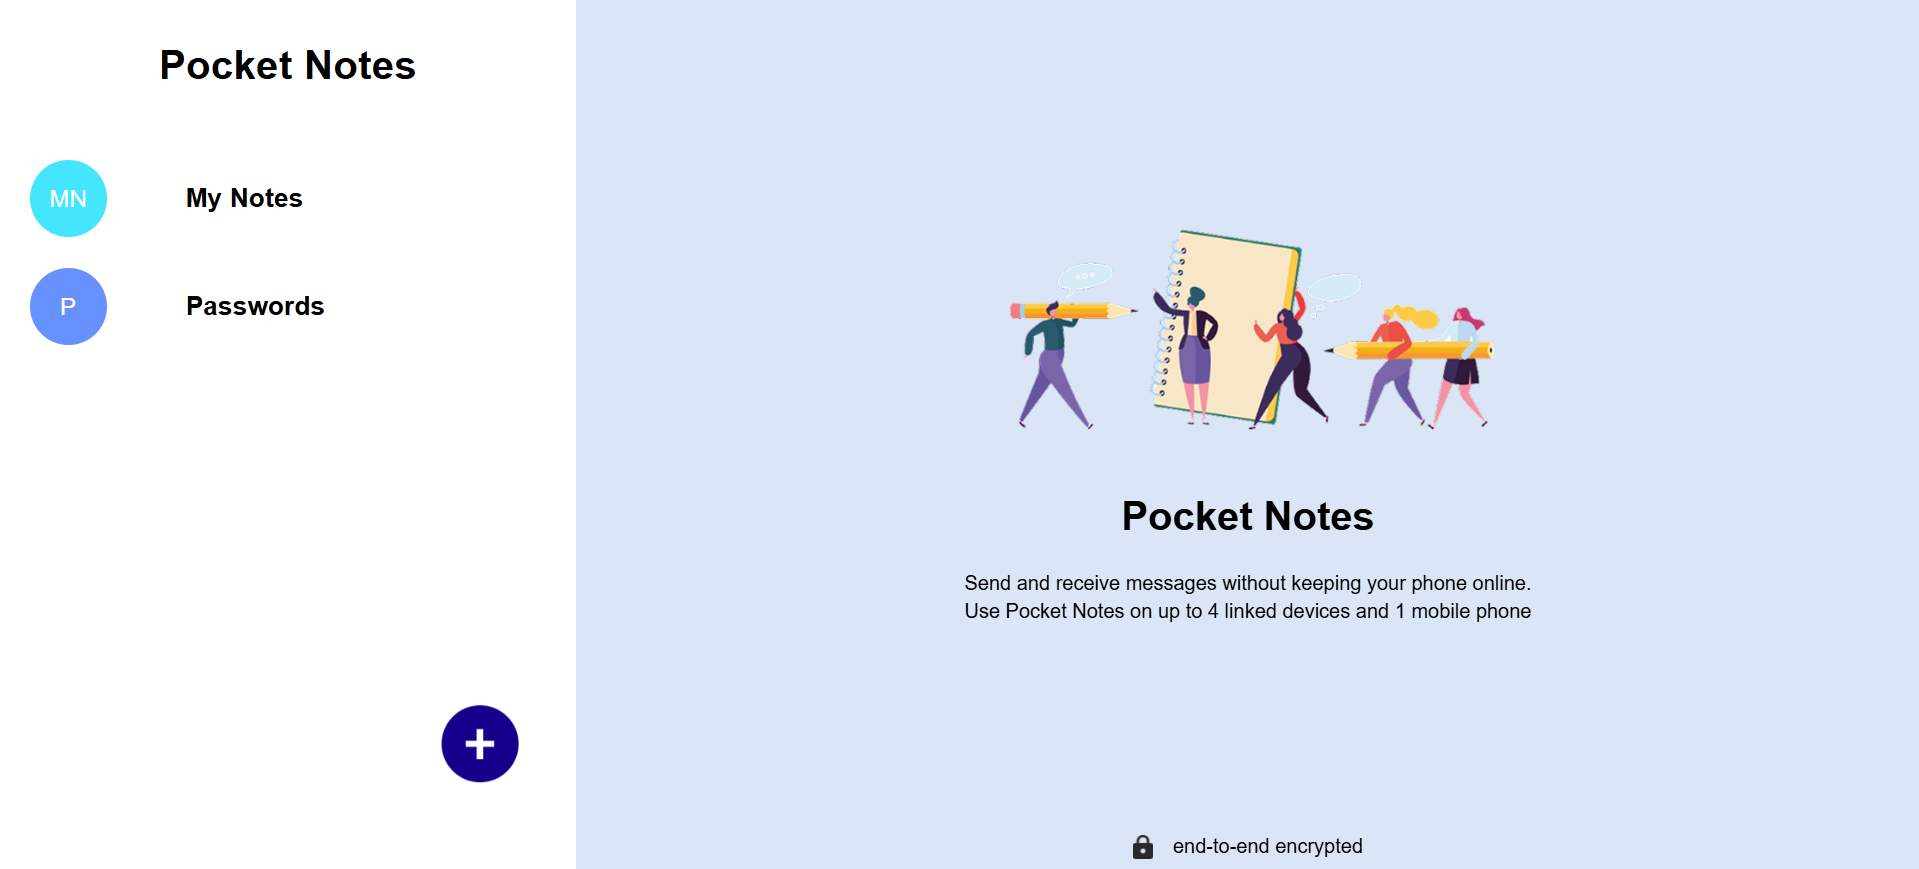 Pocket Notes
MN
My Notes
P
Passwords
Pocket Notes
Send and receive messages without keeping your phone online.
Use Pocket Notes on up to 4 linked devices and 1 mobile phone
end-to-end encrypted